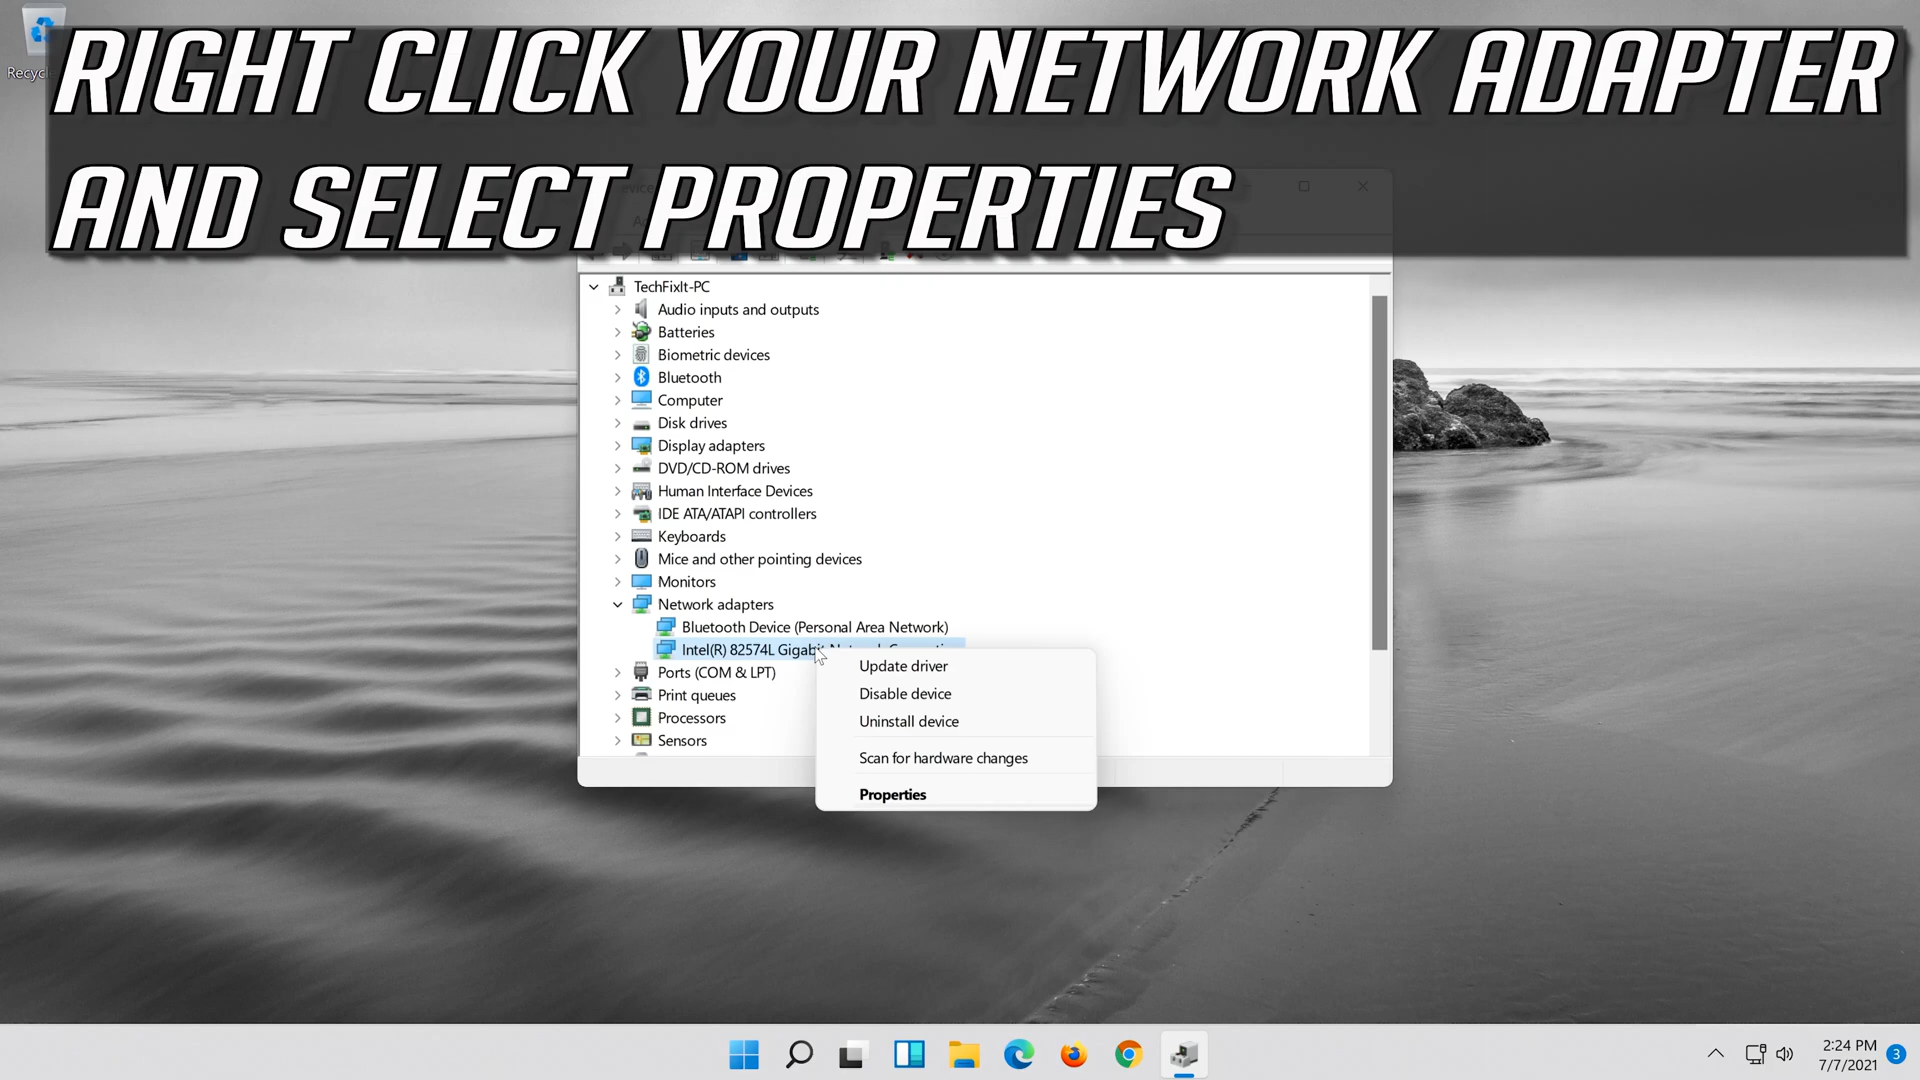 RIGHT CLICK YOUR NETWORK ADAPTER
AND SELECT PROPERTIES
TechFixIt-PC
Audio inputs and outputs
Batteries
Biometric devices
Bluetooth
Computer
Disk drives
Display adapters
DVD/CD-ROM drives
Human Interface Devices
IDE ATA/ATAPI controllers
Keyboards
Mice and other pointing devices
Monitors
Network adapters
Bluetooth Device (Personal Area Network)
Intel(R) 82574L Gigabit
Update driver
Ports (COM & LPT)
Disable device
Print queues
Uninstall device
Processors
Sensors
Scan for hardware changes
Properties
2:24 PM
7/7/2021
3